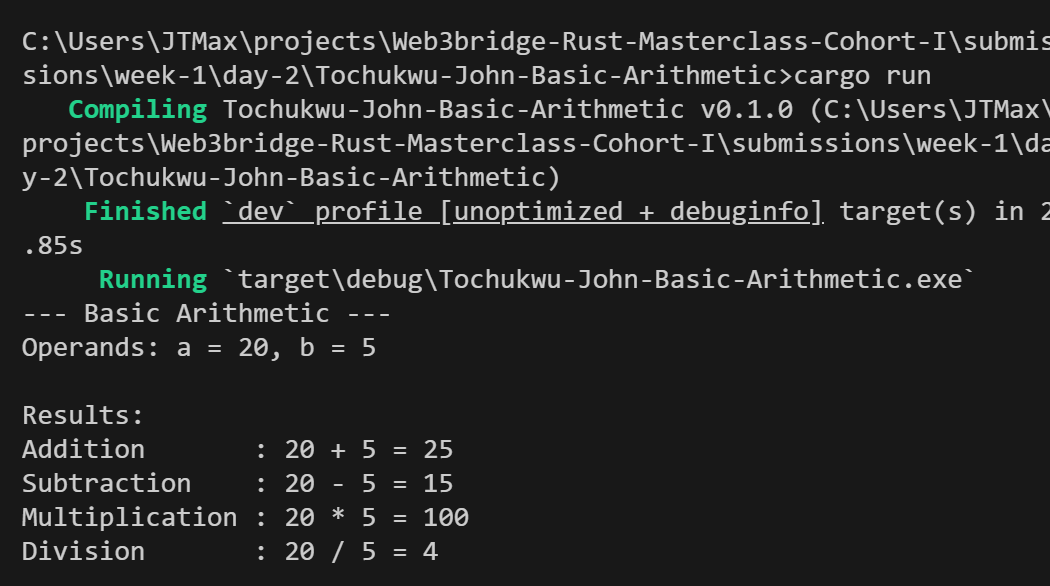 C:\Users\JTMax\projects\Web3bridge-Rust-Masterclass-Cohort-I\submis
sions\week-1\day-2\Tochukwu-John-Basic-Arithmetic>cargo run
   Compiling Tochukwu-John-Basic-Arithmetic v0.1.0 (C:\Users\JTMax\
projects\Web3bridge-Rust-Masterclass-Cohort-I\submissions\week-1\da
y-2\Tochukwu-John-Basic-Arithmetic)
    Finished `dev` profile [unoptimized + debuginfo] target(s) in 2
.85s
     Running `target\debug\Tochukwu-John-Basic-Arithmetic.exe`
--- Basic Arithmetic ---
Operands: a = 20, b = 5

Results:
Addition       : 20 + 5 = 25
Subtraction    : 20 - 5 = 15
Multiplication : 20 * 5 = 100
Division       : 20 / 5 = 4